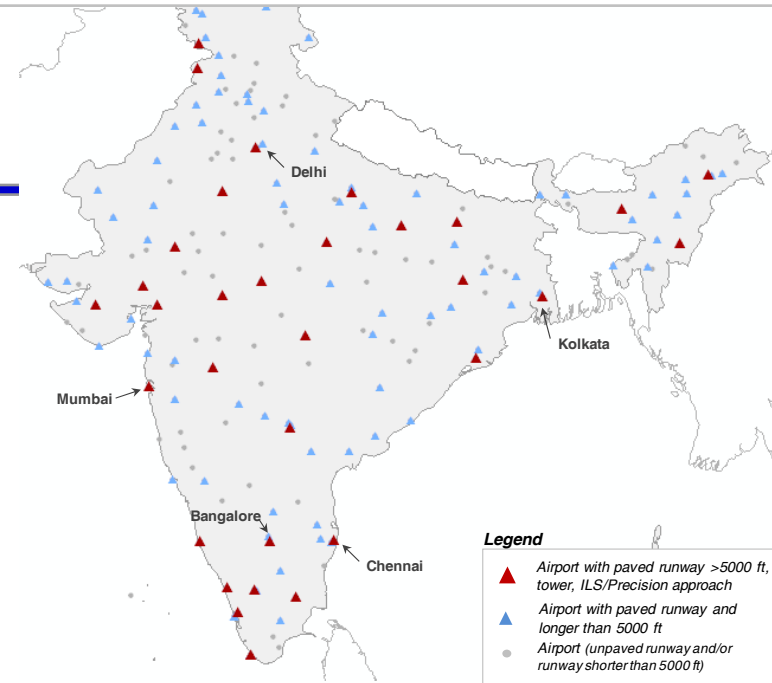 Delhi
Kolkata
Mumbai
Bangalore
Chennai
Legend
Airport with paved runway >5000 ft,
tower, ILS/Precision approach
Airport with paved runway and
longer than 5000 ft
Airport (unpaved runway and/or
runway shorter than 5000 ft)